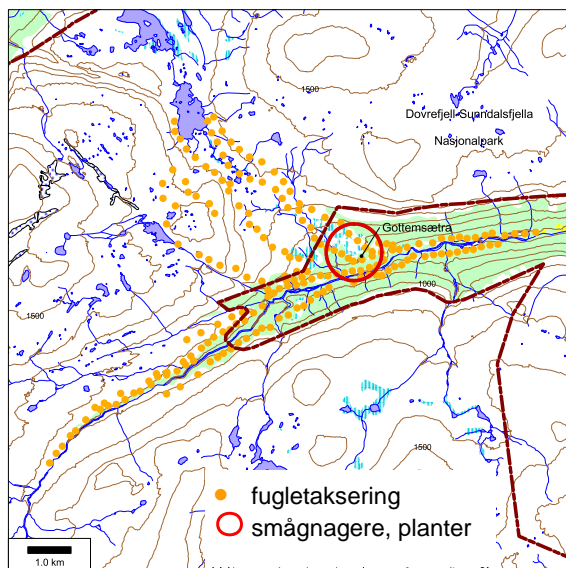 1500
Dovrefjell-Sunndalsfjella
Nasjonalpark
Gottemsætra
1000
1500
1500
fugletaksering
smågnagere, planter
1.0 km